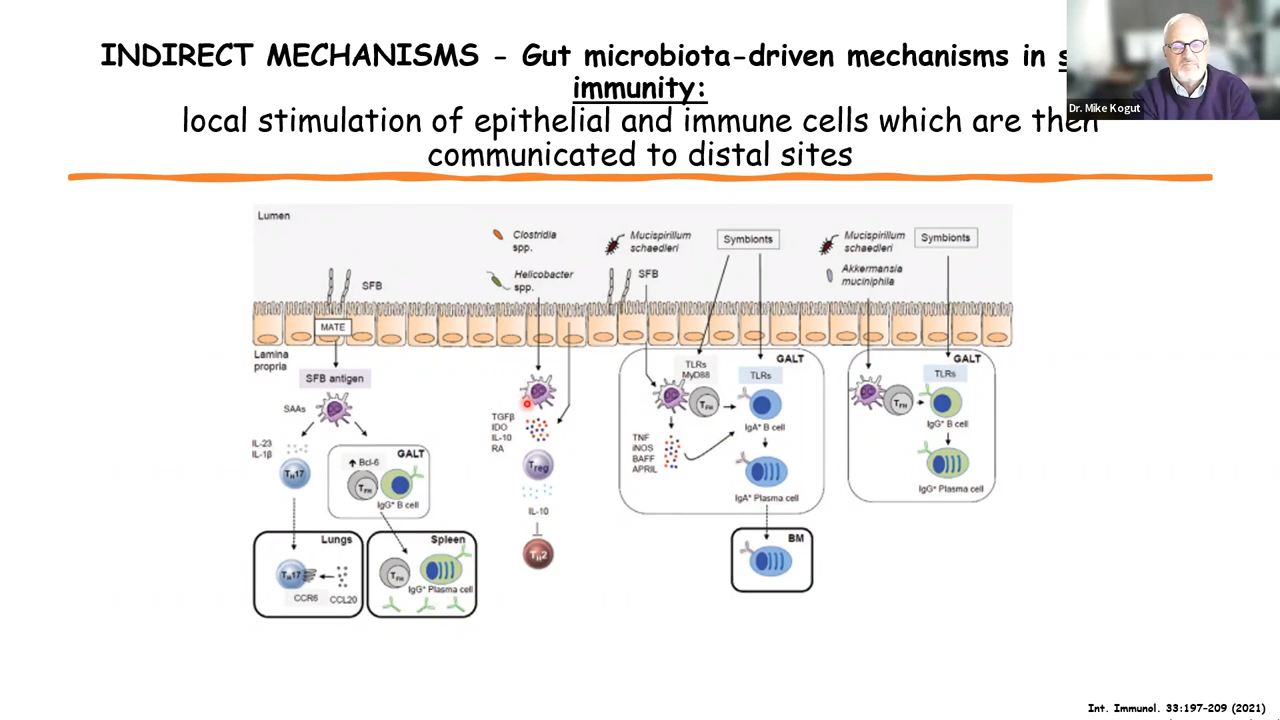 INDIRECT MECHANISMS - Gut microbiota-driven mechanisms in
immunity:
local stimulation of epithelial and immune cells which are then
communicated to distal sites
Dr. Mike Kogut
Lumen
SFB
MATE
Lamina
propria
SFB antigen
SAAs
IL-23
IL-1β
TH17
GALT
↑ Bcl-6
TFH
IgG+ B cell
Lungs
TH17
CCR6
CCL20
Spleen
TFH
IgG+ Plasma cell
Clostridia
spp.
Helicobacter
spp.
TGFβ
IDO
IL-10
RA
Treg
IL-10
TH2
Mucispirillum
schaedleri
SFB
Symbionts
GALT
TLRs
MyD88
TLRs
TFH
IgA+ B cell
TNF
iNOS
BAFF
APRIL
IgA+ Plasma cell
BM
Mucispirillum
schaedleri
Akkermansia
muciniphila
Symbionts
GALT
TLRs
TFH
IgG+ B cell
IgG+ Plasma cell
Int. Immunol. 33:197-209 (2021)